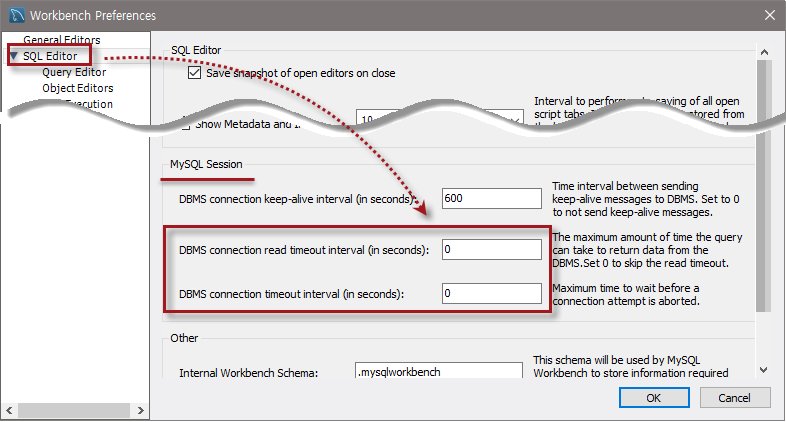 Workbench Preferences
General Editors
SQL Editor
Query Editor
Object Editors
Execution
SQL Editor
Save snapshot of open editors on close
Interval to perform
saving of all open
script tabs.
stored from
Show Metadata and
10
MySQL Session
DBMS connection keep-alive interval (in seconds):
600
Time interval between sending
keep-alive messages to DBMS. Set to 0
to not send keep-alive messages.
DBMS connection read timeout interval (in seconds):
0
The maximum amount of time the query
can take to return data from the
DBMS.Set 0 to skip the read timeout.
DBMS connection timeout interval (in seconds):
0
Maximum time to wait before a
connection attempt is aborted.
Other
Internal Workbench Schema:
.mysqlworkbench
This schema will be used by MySQL
Workbench to store information required
OK
Cancel